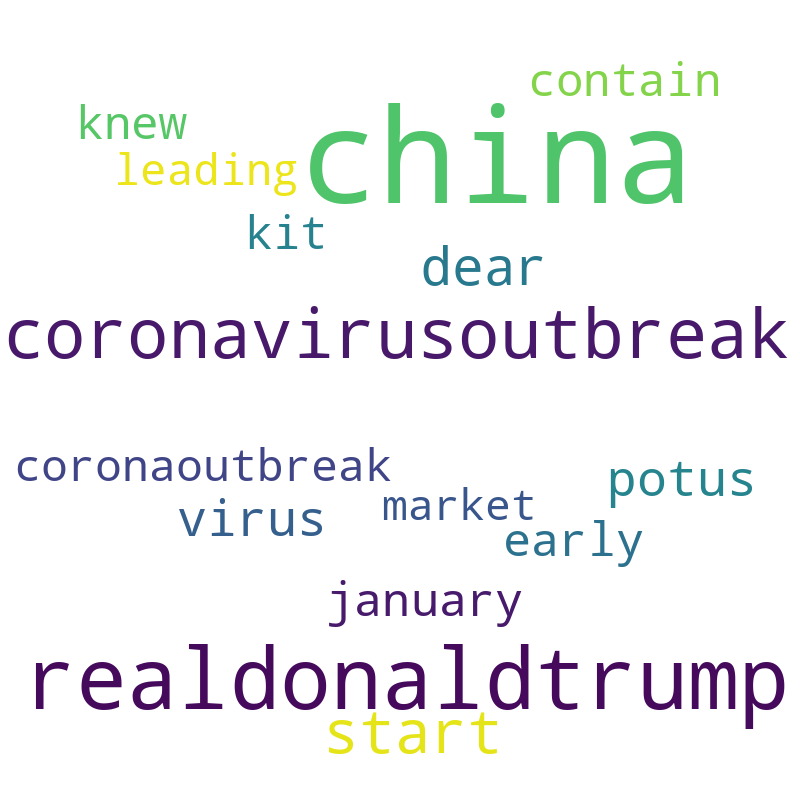 contain
knew
china
leading
kit
dear
coronavirusoutbreak
coronaoutbreak
potus
market
virus
early
january
realdonaldtrump
start